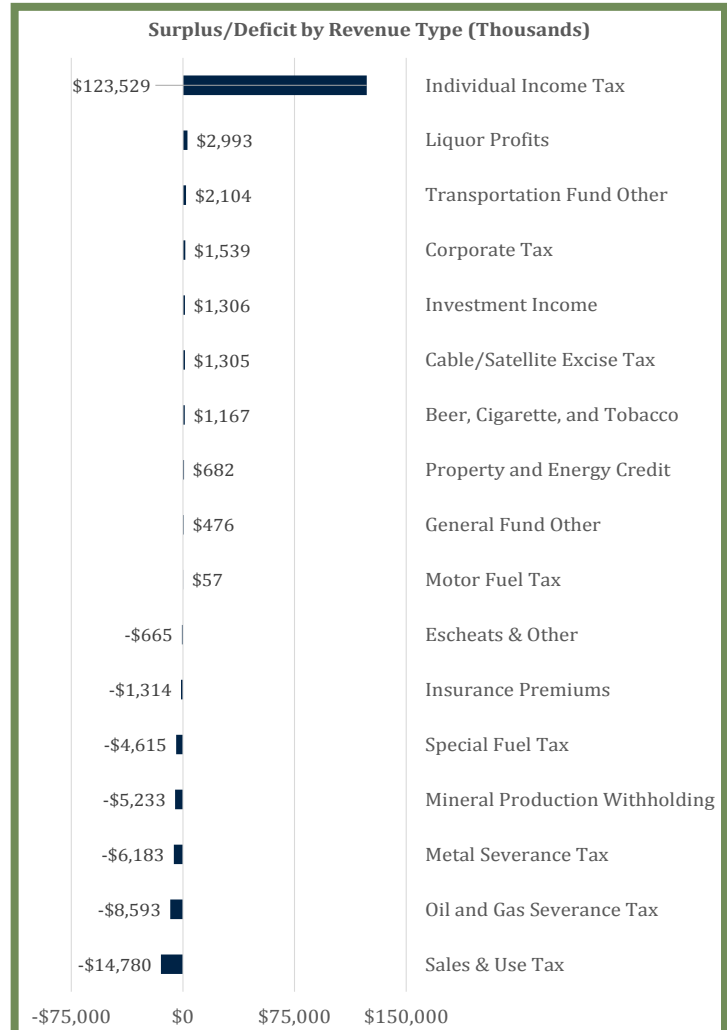 Surplus/Deficit by Revenue Type (Thousands)
$123,529 Individual Income Tax
$2,993 Liquor Profits
$2,104 Transportation Fund Other
$1,539 Corporate Tax
$1,306 Investment Income
$1,305 Cable/Satellite Excise Tax
$1,167 Beer, Cigarette, and Tobacco
$682 Property and Energy Credit
$476 General Fund Other
$57 Motor Fuel Tax
-$665 Escheats & Other
-$1,314 Insurance Premiums
-$4,615 Special Fuel Tax
-$5,233 Mineral Production Withholding
-$6,183 Metal Severance Tax
-$8,593 Oil and Gas Severance Tax
-$14,780 Sales & Use Tax
-$75,000 $0 $75,000 $150,000